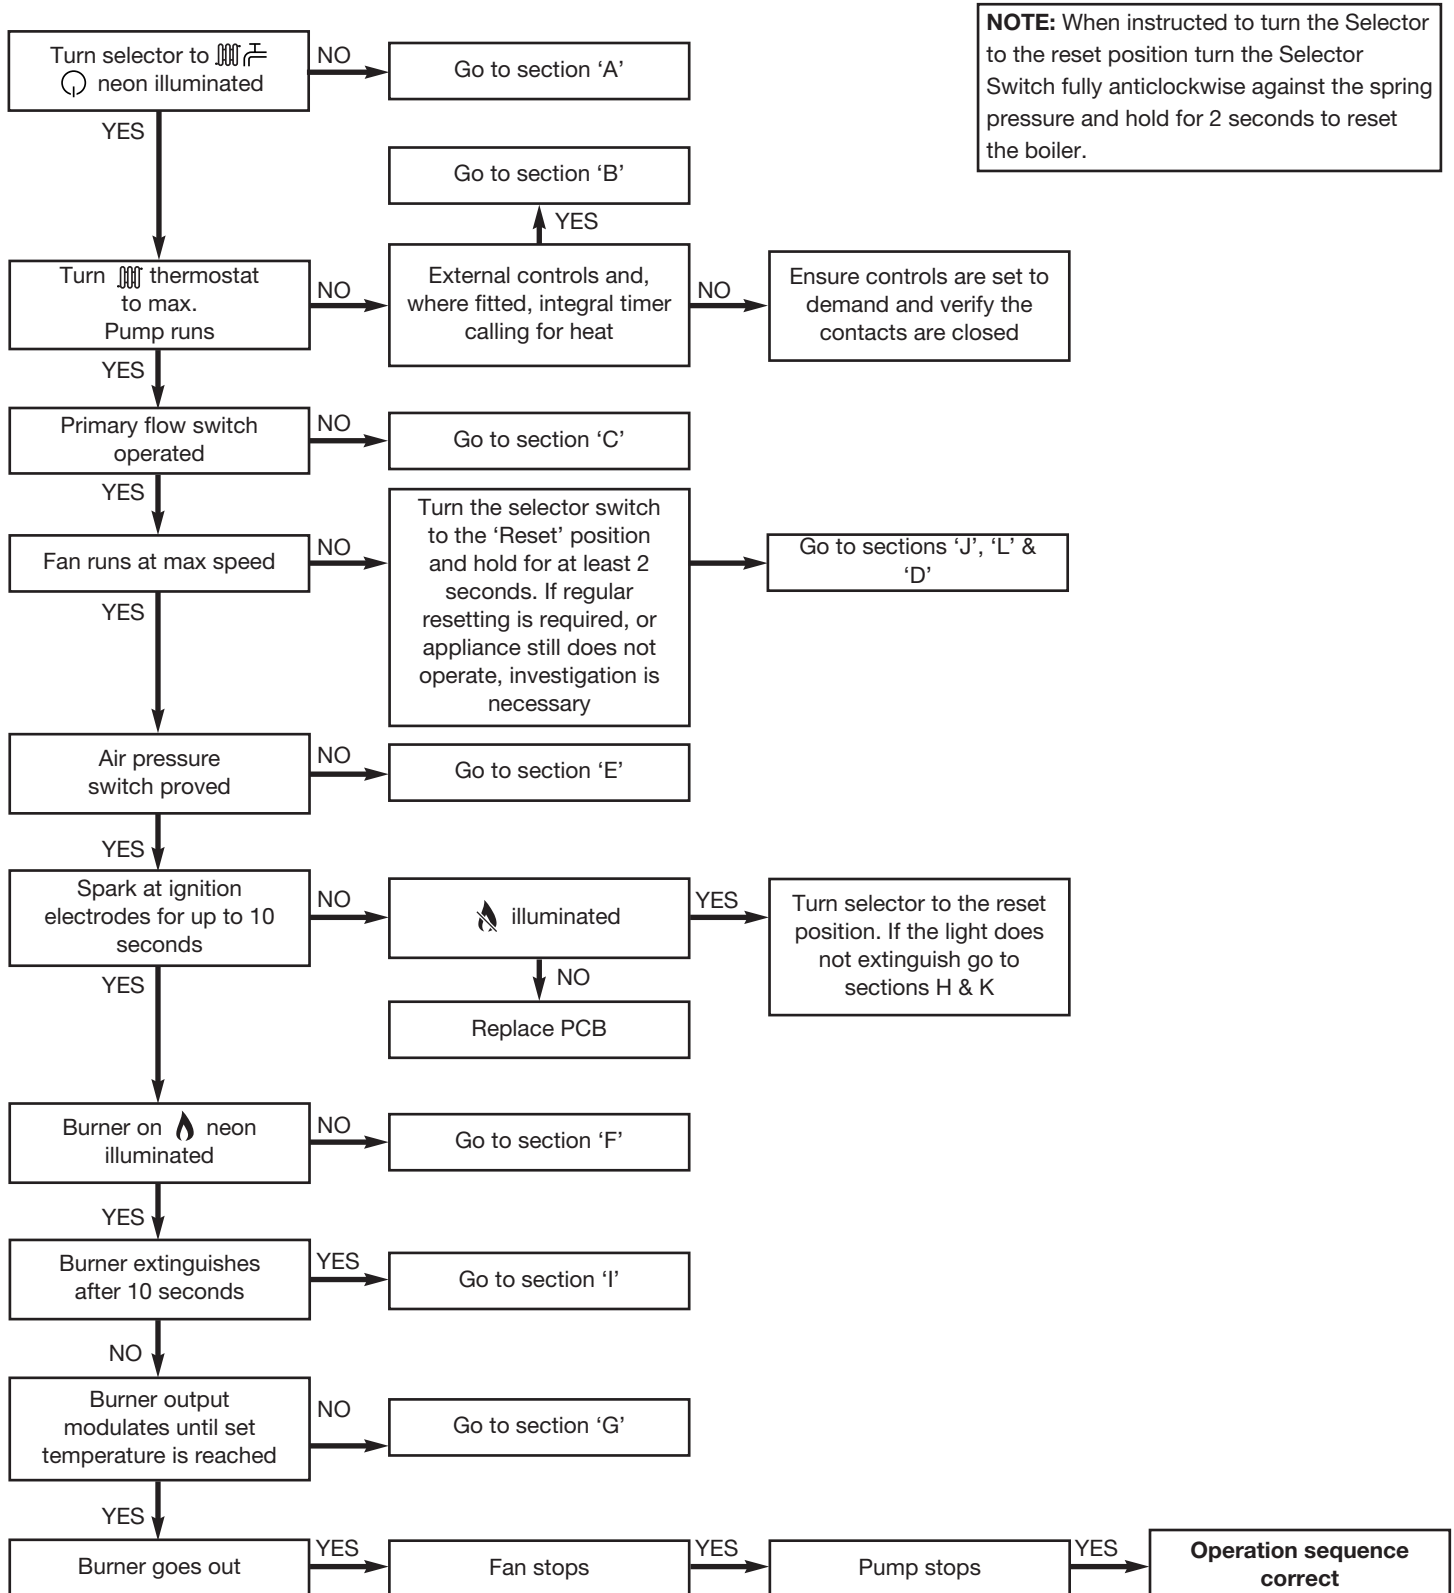 NOTE: When instructed to turn the Selector
to the reset position turn the Selector
Switch fully anticlockwise against the spring
pressure and hold for 2 seconds to reset
the boiler.
Turn selector to
neon illuminated
NO
Go to section ‘A’
YES
Go to section ‘B’
YES
Turn thermostat
to max.
Pump runs
NO
External controls and,
where fitted, integral timer
calling for heat
NO
Ensure controls are set to
demand and verify the
contacts are closed
YES
Primary flow switch
operated
NO
Go to section ‘C’
YES
Fan runs at max speed
NO
Turn the selector switch
to the ‘Reset’ position
and hold for at least 2
seconds. If regular
resetting is required, or
appliance still does not
operate, investigation is
necessary
Go to sections ‘J’, ‘L’ &
‘D’
YES
Air pressure
switch proved
NO
Go to section ‘E’
YES
Spark at ignition
electrodes for up to 10
seconds
NO
illuminated
YES
Turn selector to the reset
position. If the light does
not extinguish go to
sections H & K
NO
Replace PCB
YES
Burner on neon
illuminated
NO
Go to section ‘F’
YES
Burner extinguishes
after 10 seconds
YES
Go to section ‘I’
NO
Burner output
modulates until set
temperature is reached
NO
Go to section ‘G’
YES
Burner goes out
YES
Fan stops
YES
Pump stops
YES
Operation sequence
correct